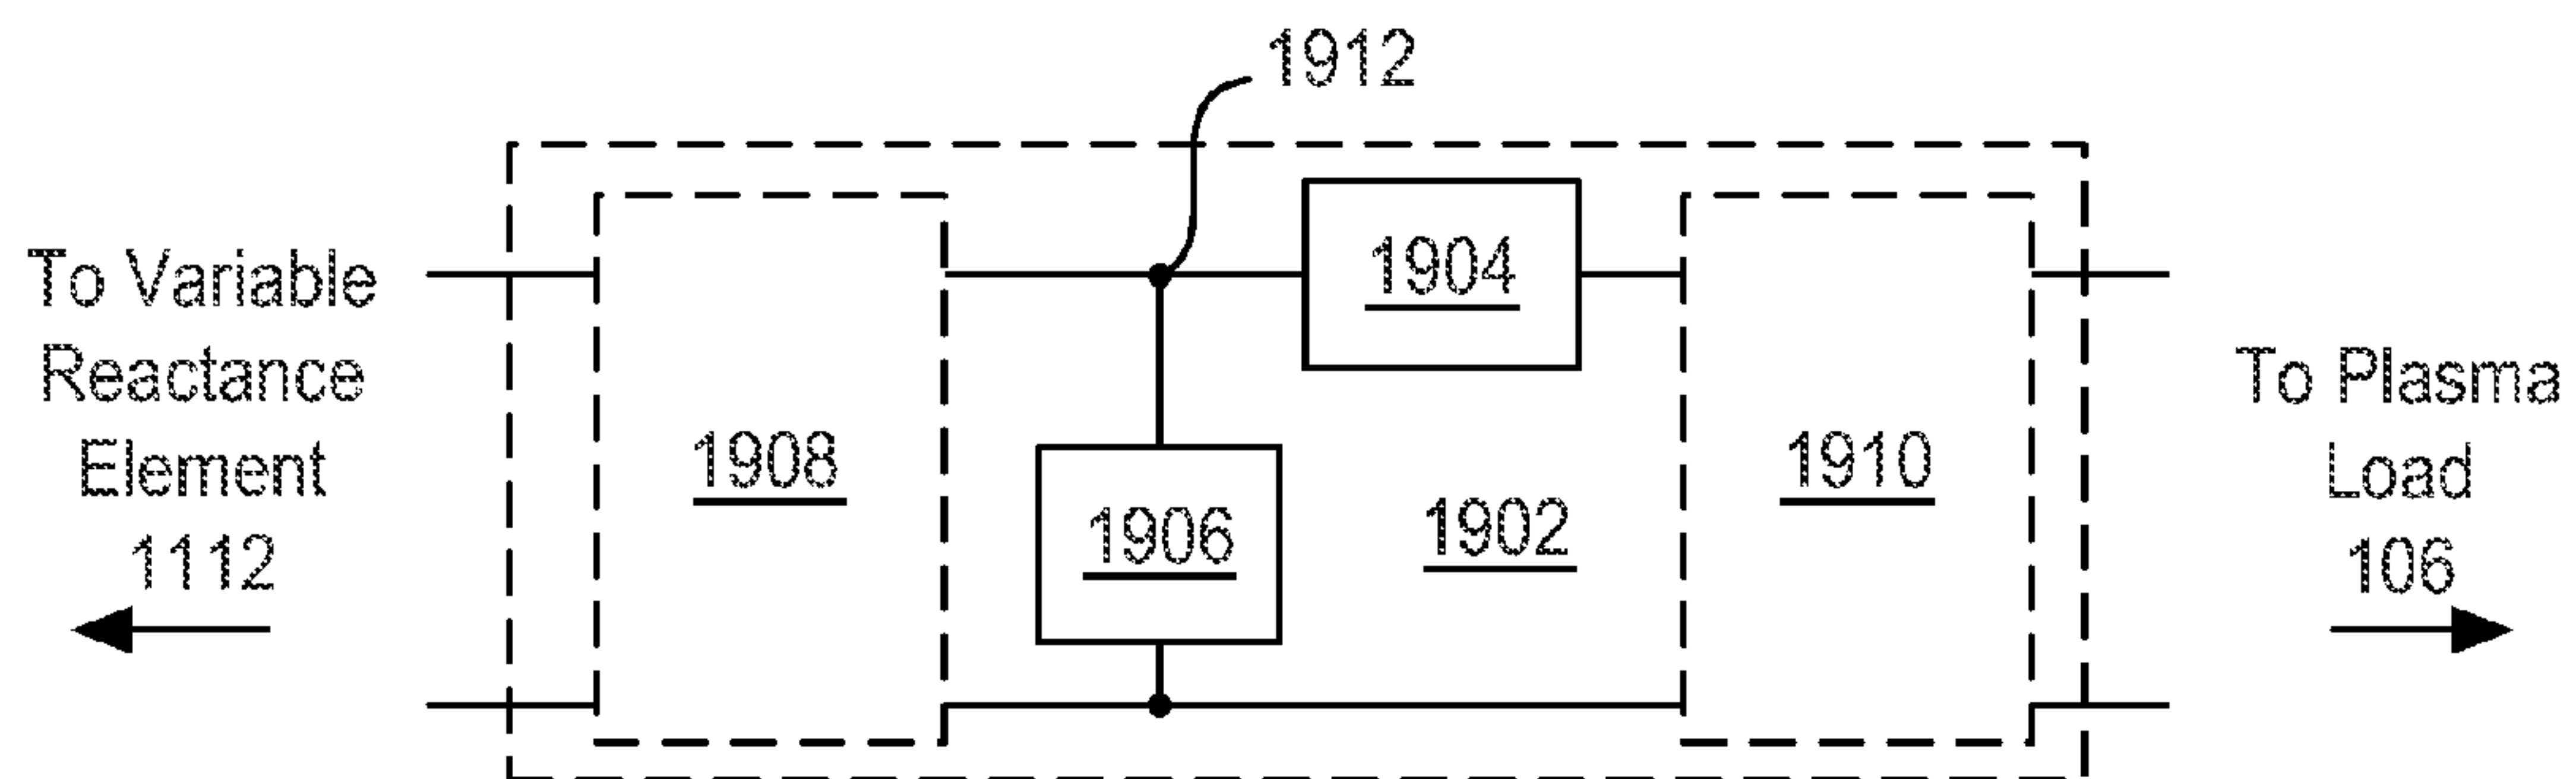 1912
To Variable
Reactance
Element
1112
1904
1908
1906
1902
1910
To Plasma
Load
106